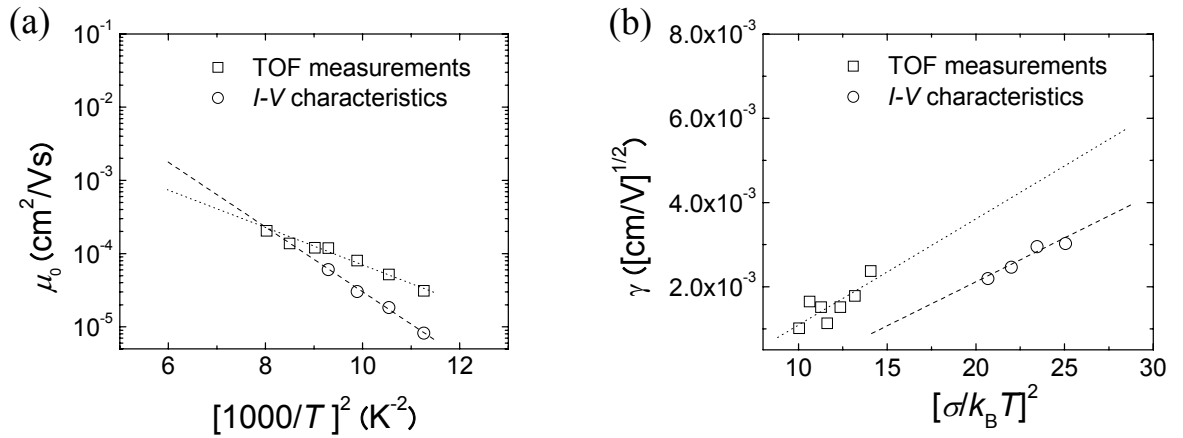 (a)
10⁻¹
10⁻²
10⁻³
10⁻⁴
10⁻⁵
μ₀ (cm²/Vs)
TOF measurements
I-V characteristics
6 8 10 12
[1000/T ]² (K⁻²)
(b)
8.0x10⁻³
6.0x10⁻³
4.0x10⁻³
2.0x10⁻³
γ ([cm/V]¹/²)
TOF measurements
I-V characteristics
10 15 20 25 30
[σ/k_BT]²